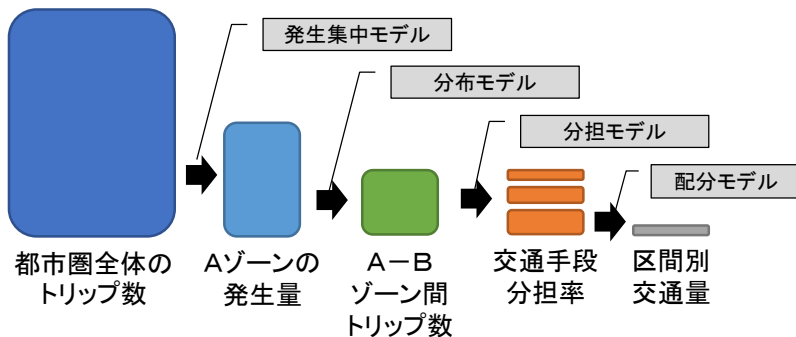 発生集中モデル
分布モデル
分担モデル
配分モデル
都市圏全体の
トリップ数
Aゾーンの
発生量
A－B
ゾーン間
トリップ数
交通手段
分担率
区間別
交通量